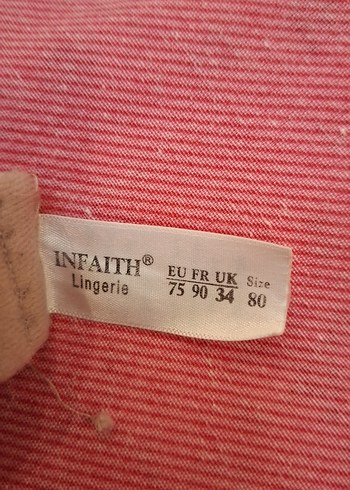 INFAITH® EU FR UK Size
Lingerie 75 90 34 80